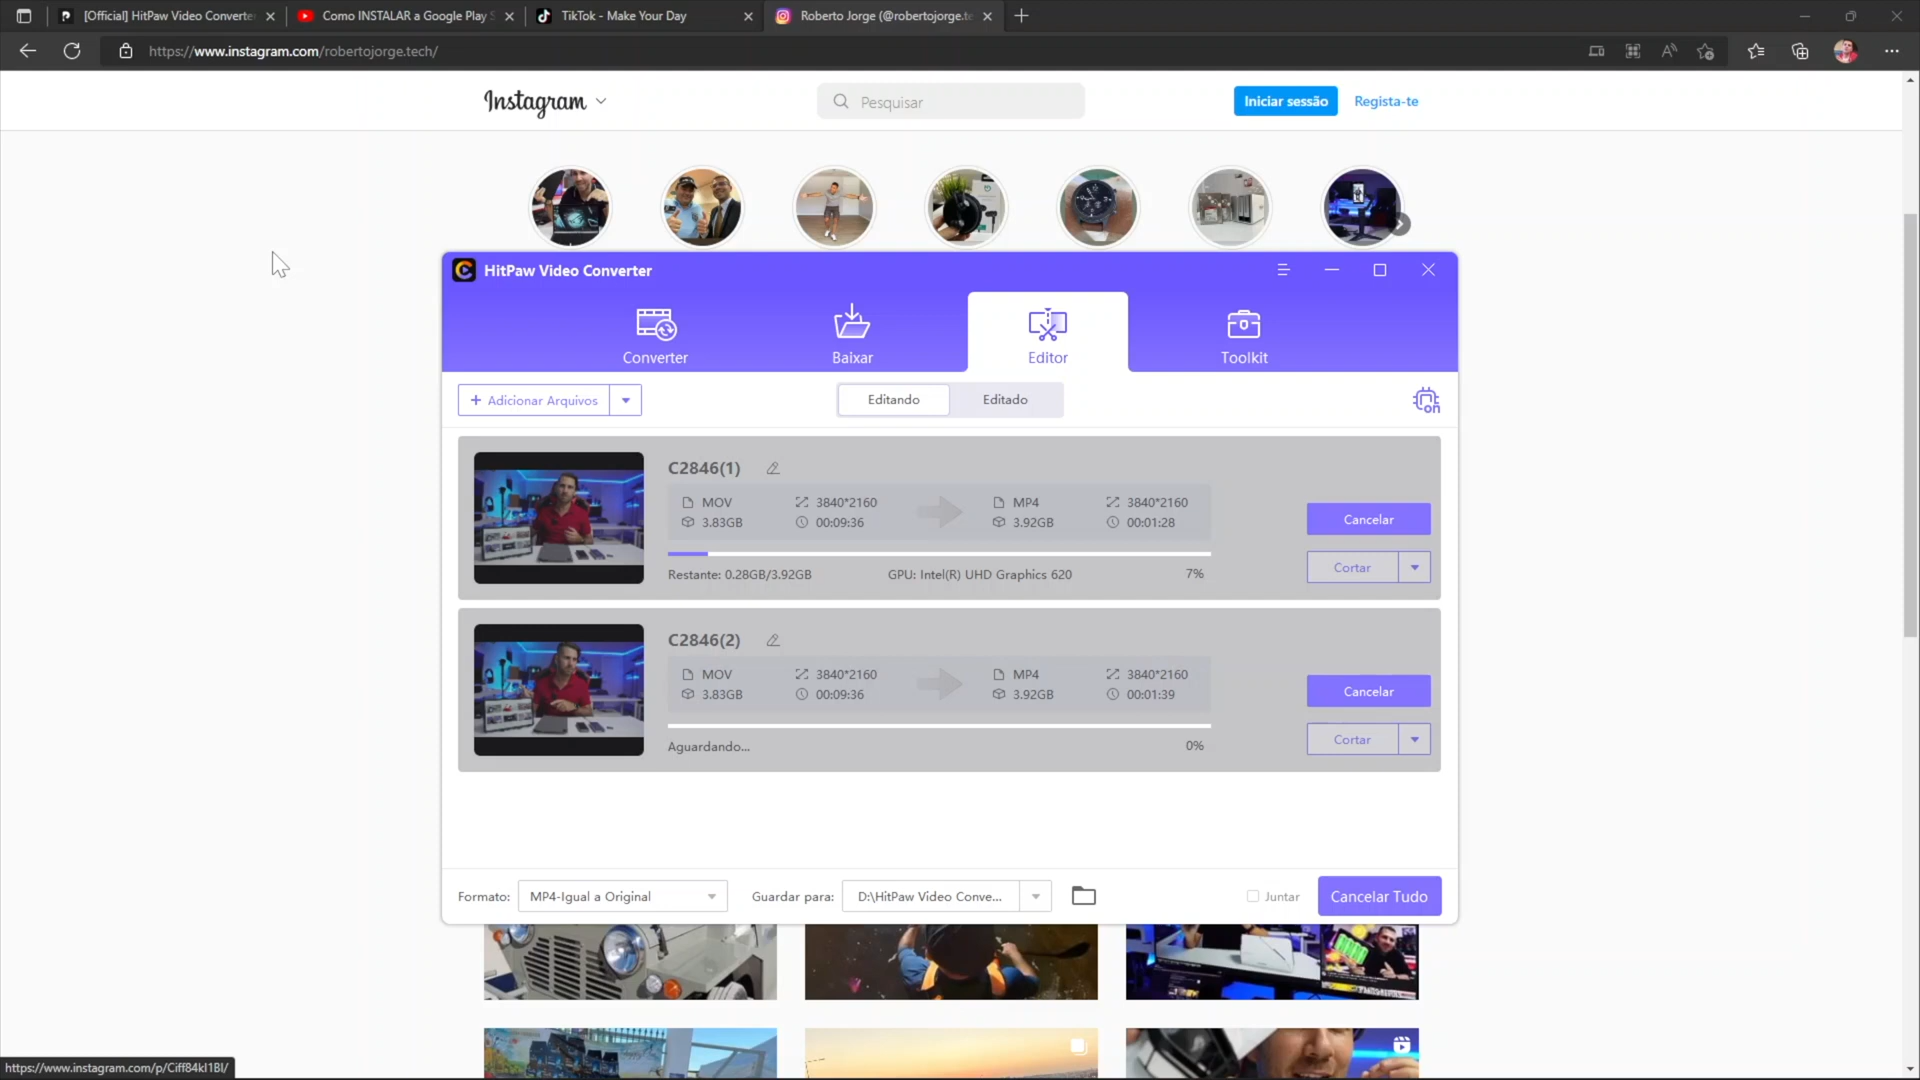 [Official] HitPaw Video Converte
Como INSTALAR a Google Play S
TikTok - Make Your Day
Roberto Jorge (@robertojorge.te
https://www.instagram.com/robertojorge.tech/
Instagram
Pesquisar
Iniciar sessão
Regista-te
HitPaw Video Converter
Converter
Baixar
Editor
Toolkit
+ Adicionar Arquivos
Editando
Editado
on
C2846(1)
MOV
3840*2160
MP4
3840*2160
3.83GB
00:09:36
3.92GB
00:01:28
Cancelar
Cortar
Restante: 0.28GB/3.92GB
GPU: Intel(R) UHD Graphics 620
7%
C2846(2)
MOV
3840*2160
MP4
3840*2160
3.83GB
00:09:36
3.92GB
00:01:39
Cancelar
Cortar
Aguardando...
0%
Formato:
MP4-Igual a Original
Guardar para:
D:\HitPaw Video Conve...
Juntar
Cancelar Tudo
https://www.instagram.com/p/Ciff84kI1BI/